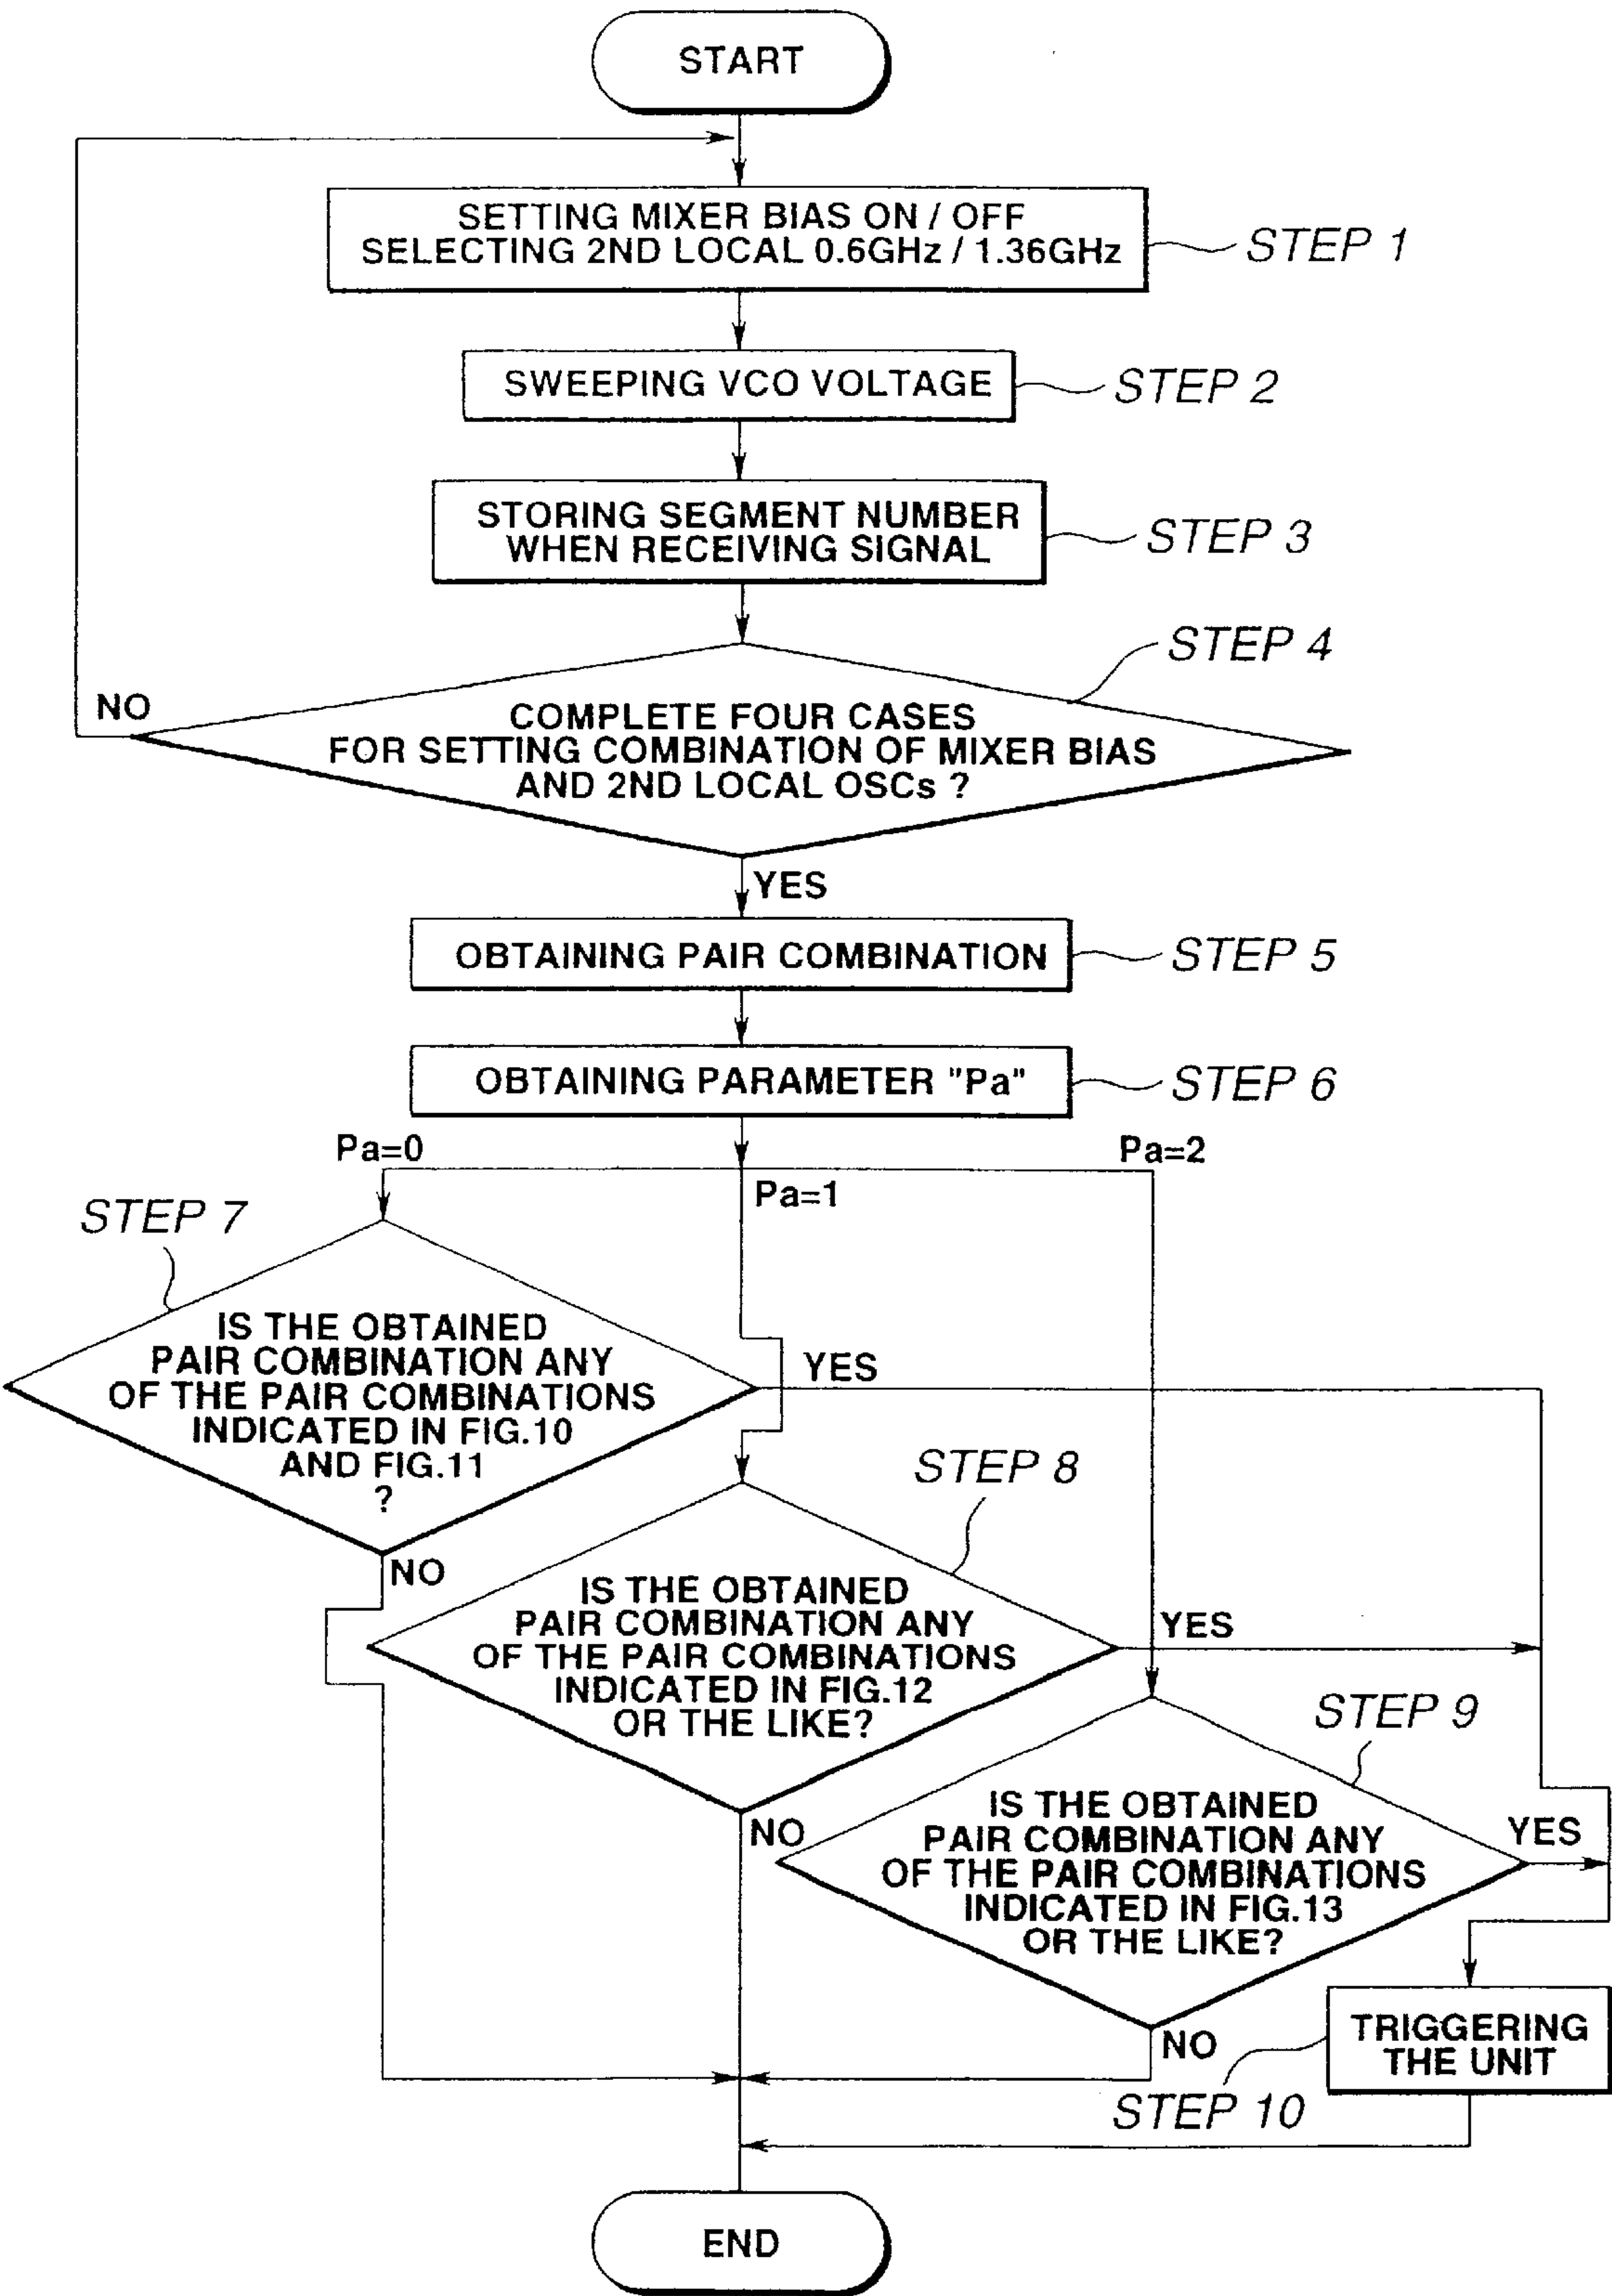 START
SETTING MIXER BIAS ON / OFF
SELECTING 2ND LOCAL 0.6GHz / 1.36GHz
STEP 1
SWEEPING VCO VOLTAGE
STEP 2
STORING SEGMENT NUMBER
WHEN RECEIVING SIGNAL
STEP 3
STEP 4
NO
COMPLETE FOUR CASES
FOR SETTING COMBINATION OF MIXER BIAS
AND 2ND LOCAL OSCs ?
YES
OBTAINING PAIR COMBINATION
STEP 5
OBTAINING PARAMETER "Pa"
STEP 6
Pa=0
Pa=1
Pa=2
STEP 7
IS THE OBTAINED
PAIR COMBINATION ANY
OF THE PAIR COMBINATIONS
INDICATED IN FIG.10
AND FIG.11
?
YES
NO
STEP 8
IS THE OBTAINED
PAIR COMBINATION ANY
OF THE PAIR COMBINATIONS
INDICATED IN FIG.12
OR THE LIKE?
YES
NO
STEP 9
IS THE OBTAINED
PAIR COMBINATION ANY
OF THE PAIR COMBINATIONS
INDICATED IN FIG.13
OR THE LIKE?
YES
NO
TRIGGERING
THE UNIT
STEP 10
END